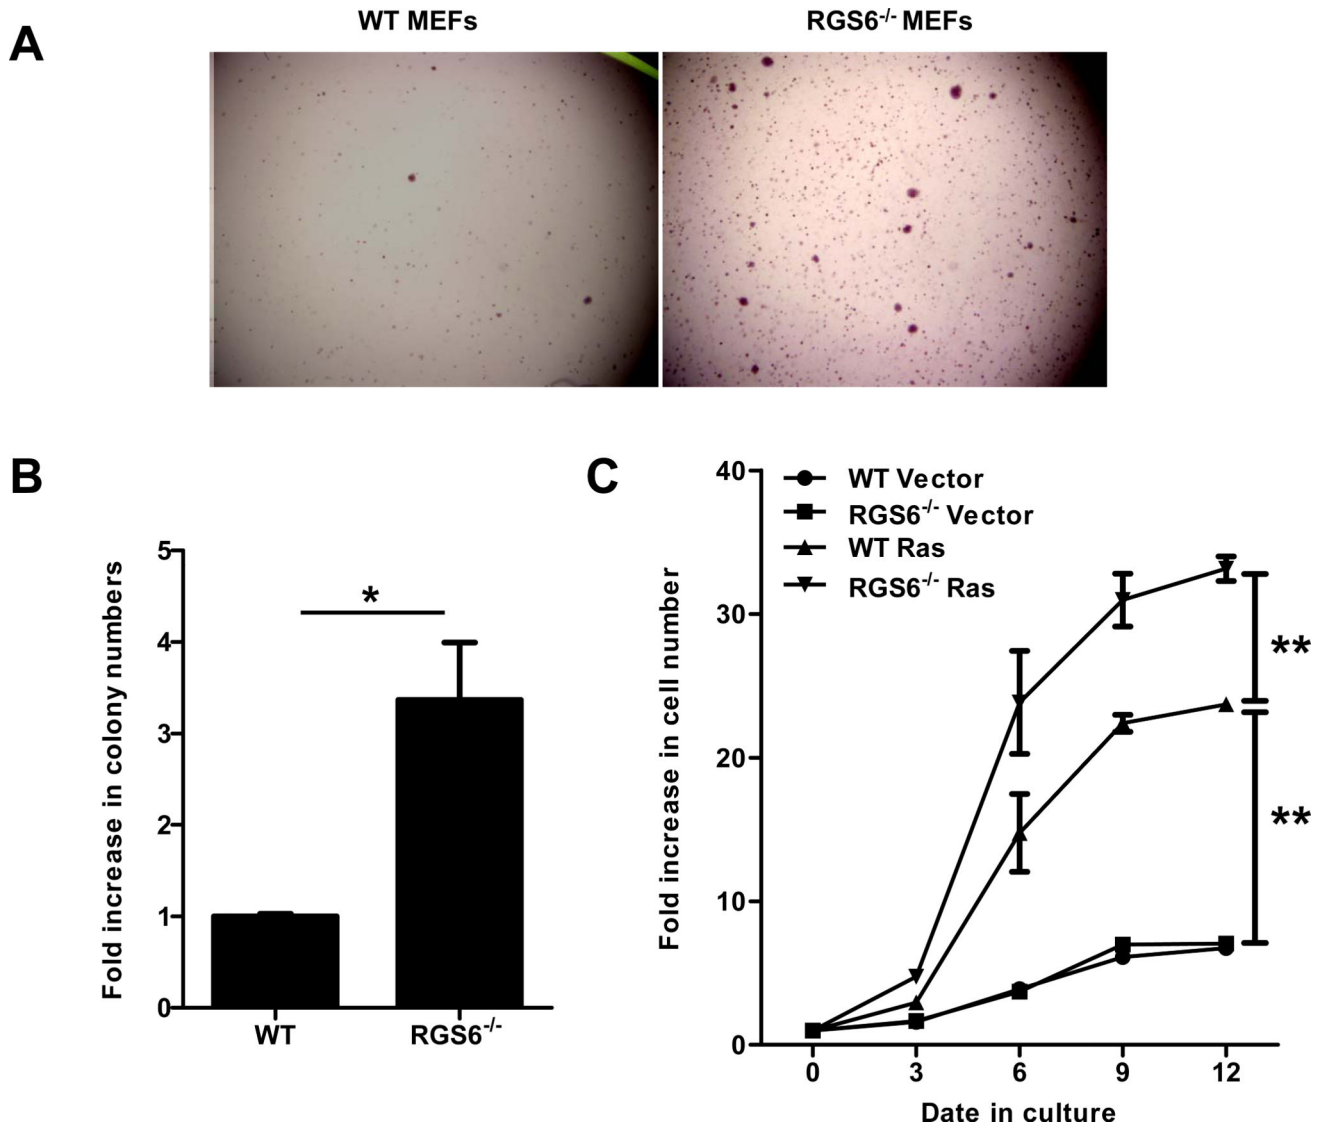 A
WT MEFs
RGS6-/- MEFs
B
Fold increase in colony numbers
5
4
3
2
1
0
*
WT
RGS6-/-
C
Fold increase in cell number
40
30
20
10
0
WT Vector
RGS6-/- Vector
WT Ras
RGS6-/- Ras
**
**
0 3 6 9 12
Date in culture